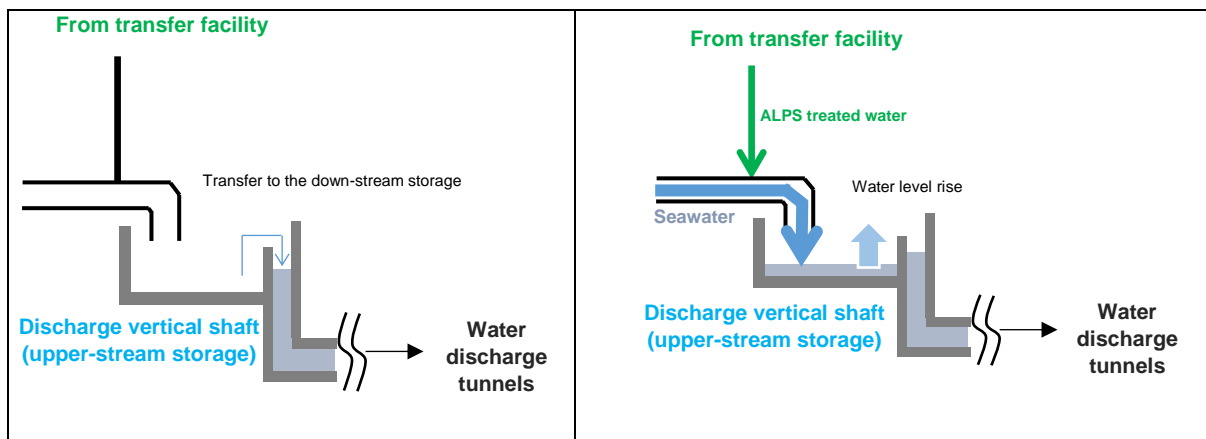 From transfer facility
Transfer to the down-stream storage
Discharge vertical shaft
(upper-stream storage)
Water
discharge
tunnels
From transfer facility
ALPS treated water
Water level rise
Seawater
Discharge vertical shaft
(upper-stream storage)
Water
discharge
tunnels